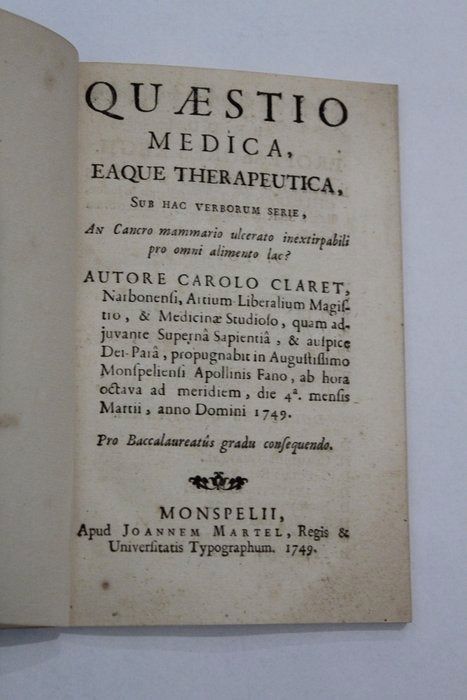 QUÆSTIO
MEDICA,
EAQUE THERAPEUTICA,
SUB HAC VERBORUM SERIE,
An Cancro mammario ulcerato inextirpabili
pro omni alimento lac?
AUTORE CAROLO CLARET,
Narbonensi, Artium Liberalium Magis-
tro, & Medicinæ Studioso, quam ad-
juvante Supernâ Sapientiâ, & auspice
Dei-Parâ, propugnabit in Augustissimo
Monspeliensi Apollinis Fano, ab hora
octava ad meridiem, die 4ª. mensis
Martii, anno Domini 1749.
Pro Baccalaureatûs gradu consequendo.
MONSPELII,
Apud JOANNEM MARTEL, Regis &
Universitatis Typographum. 1749.